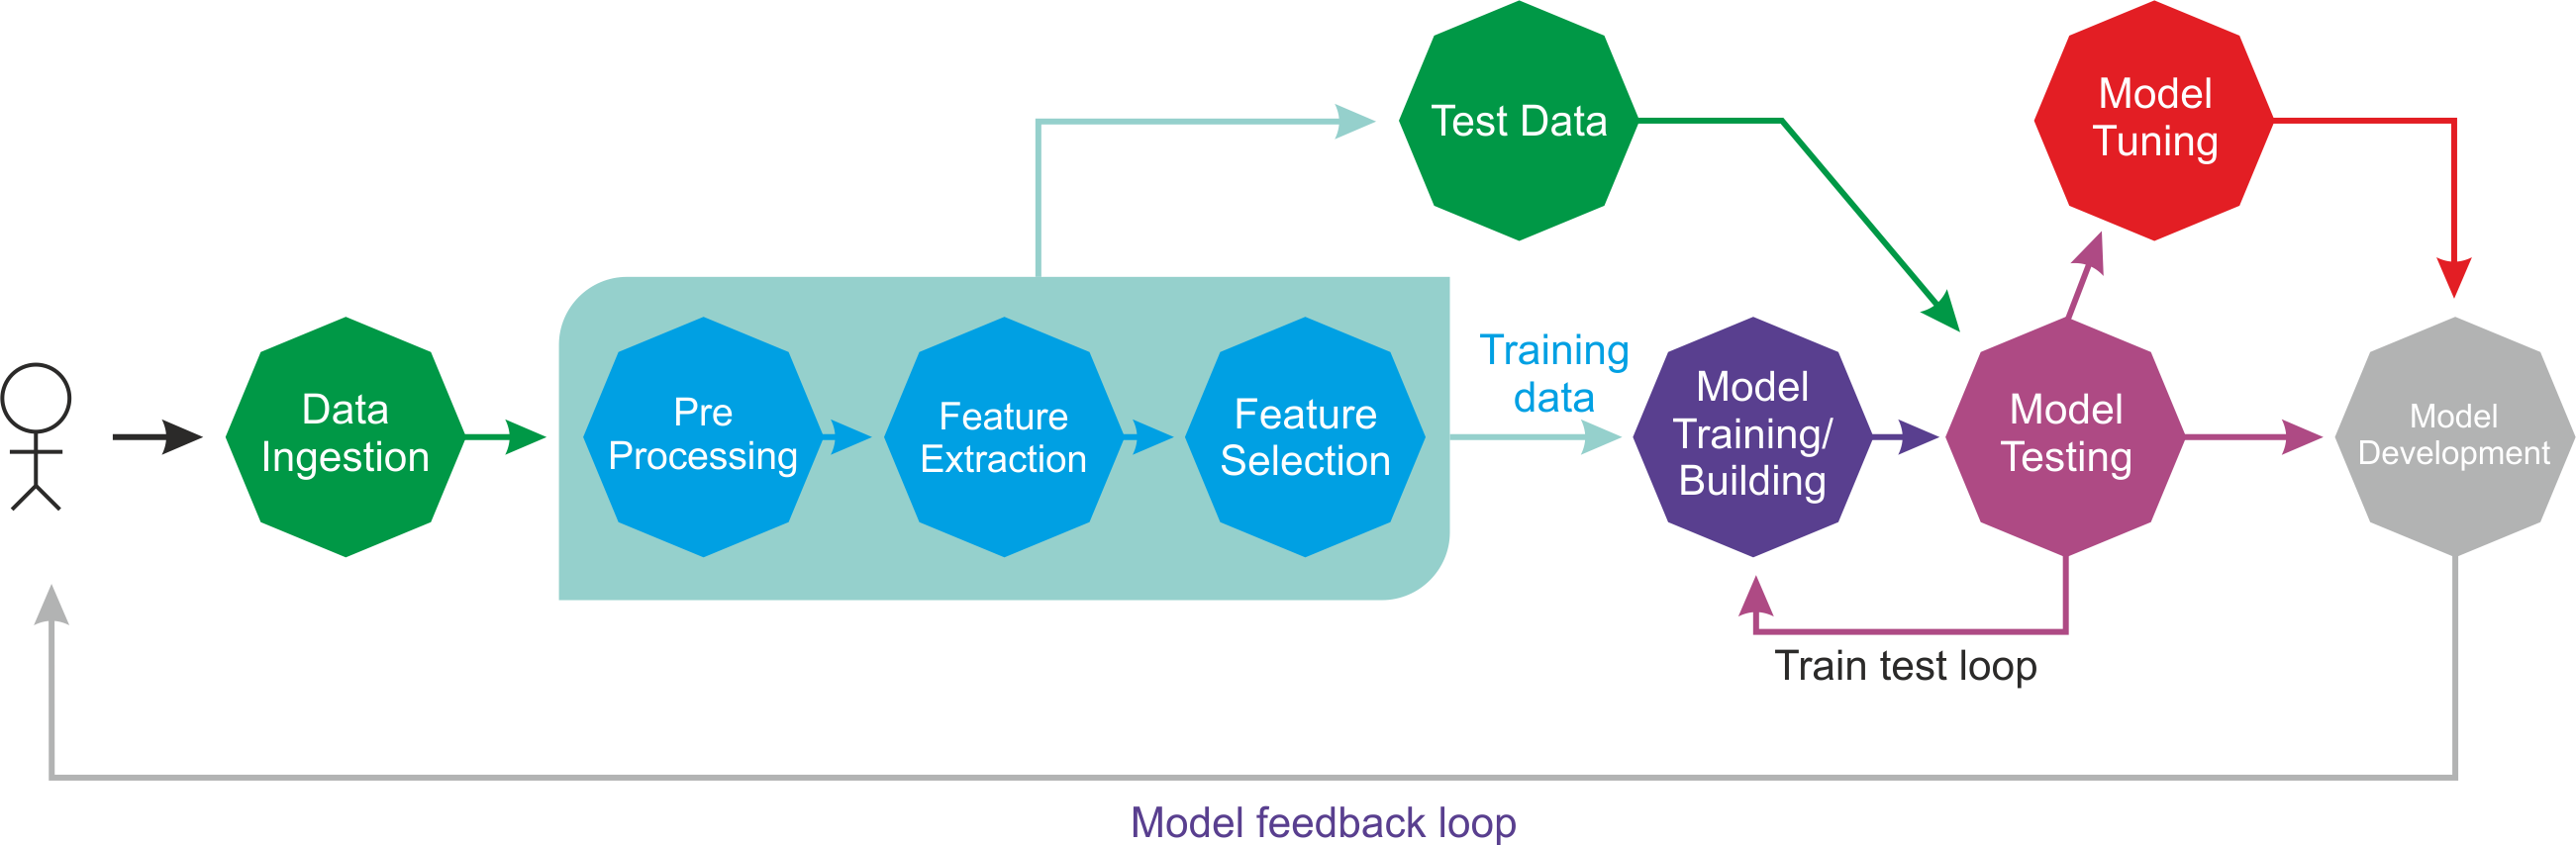 Test Data
Model
Tuning
Data
Ingestion
Pre
Processing
Feature
Extraction
Feature
Selection
Training
data
Model
Training/
Building
Model
Testing
Model
Development
Train test loop
Model feedback loop